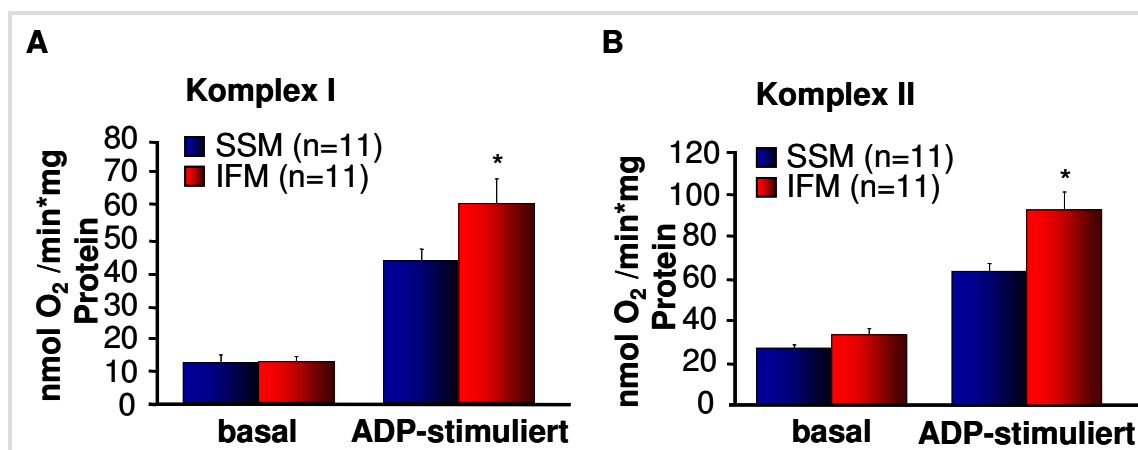 A
Komplex I
nmol O₂ /min*mg
Protein
80
70
60
50
40
30
20
10
0
SSM (n=11)
IFM (n=11)
*
basal
ADP-stimuliert
B
Komplex II
nmol O₂ /min*mg
Protein
120
100
80
60
40
20
0
SSM (n=11)
IFM (n=11)
*
basal
ADP-stimuliert